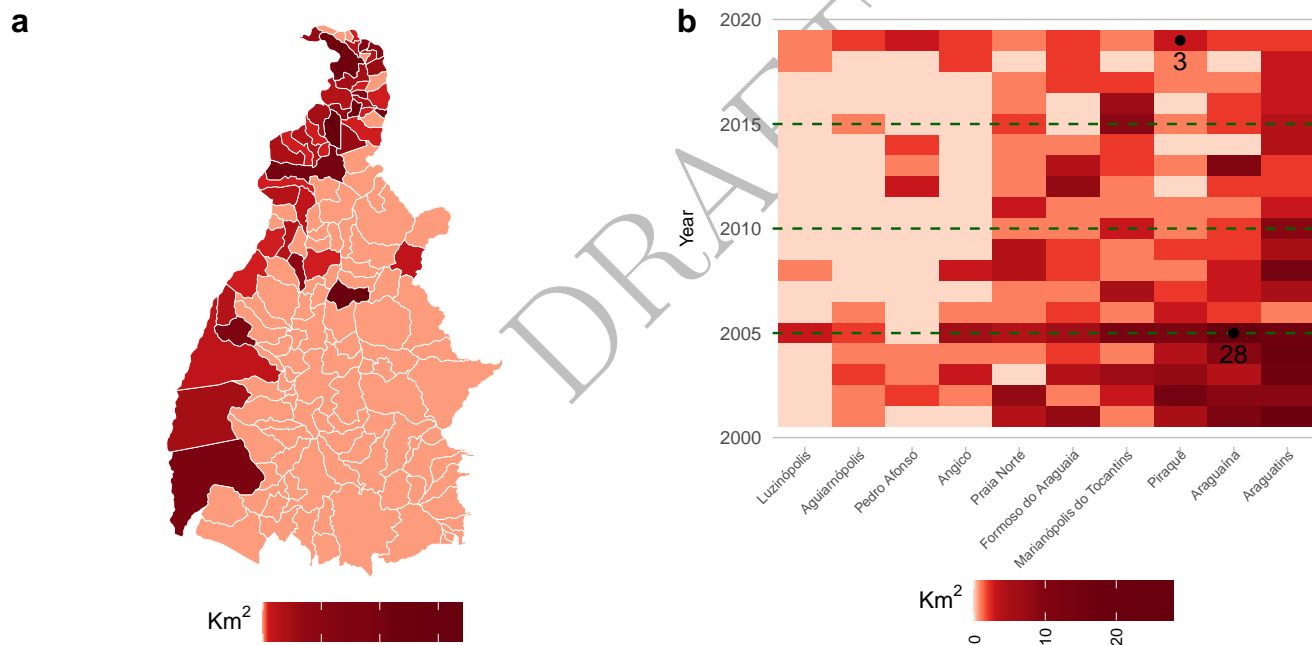 a
Km2
b
Year
2020
2015
2010
2005
2000
3
28
Luzinópolis
Aguiarnópolis
Pedro Afonso
Angico
Praia Norte
Formoso do Araguaia
Marianópolis do Tocantins
Piraquê
Araguaína
Araguatins
Km2
0
10
20
DRAFT